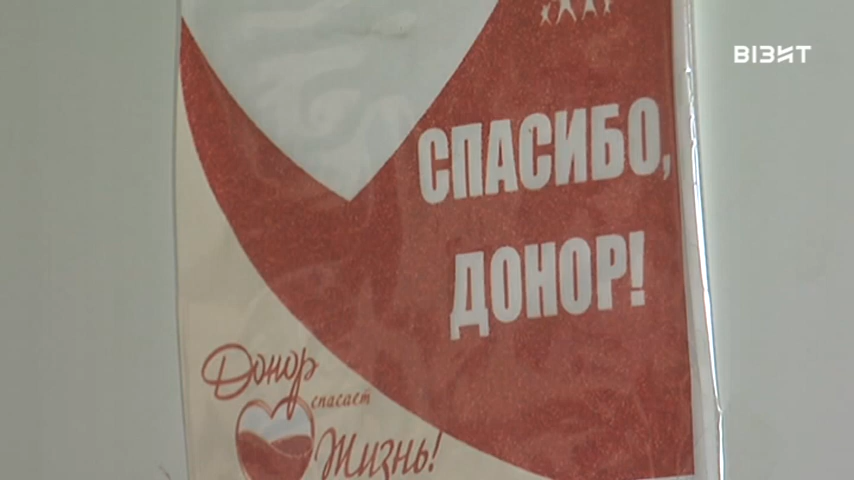 ВІЗИТ
СПАСИБО,
ДОНОР!
Донор
спасает
Жизнь!